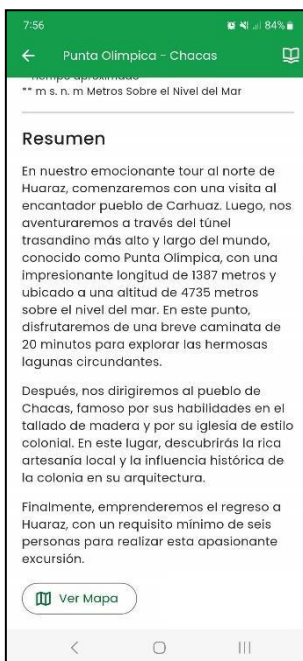 7:56
84%
Punta Olimpica - Chacas
Tiempo aproximado
** m s. n. m Metros Sobre el Nivel del Mar
Resumen
En nuestro emocionante tour al norte de
Huaraz, comenzaremos con una visita al
encantador pueblo de Carhuaz. Luego, nos
aventuraremos a través del túnel
trasandino más alto y largo del mundo,
conocido como Punta Olímpica, con una
impresionante longitud de 1387 metros y
ubicado a una altitud de 4735 metros
sobre el nivel del mar. En este punto,
disfrutaremos de una breve caminata de
20 minutos para explorar las hermosas
lagunas circundantes.
Después, nos dirigiremos al pueblo de
Chacas, famoso por sus habilidades en el
tallado de madera y por su iglesia de estilo
colonial. En este lugar, descubrirás la rica
artesanía local y la influencia histórica de
la colonia en su arquitectura.
Finalmente, emprenderemos el regreso a
Huaraz, con un requisito mínimo de seis
personas para realizar esta apasionante
excursión.
Ver Mapa